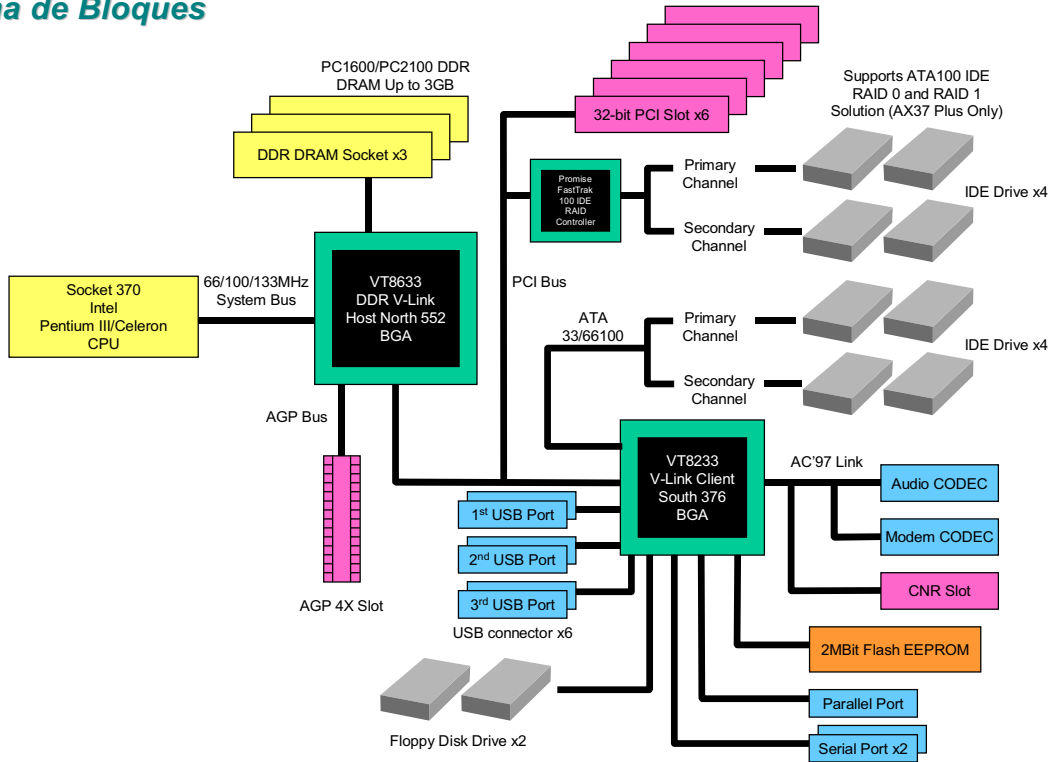 a de Bloques
PC1600/PC2100 DDR
DRAM Up to 3GB
DDR DRAM Socket x3
32-bit PCI Slot x6
Supports ATA100 IDE
RAID 0 and RAID 1
Solution (AX37 Plus Only)
Promise
FastTrak
100 IDE
RAID
Controller
Primary
Channel
Secondary
Channel
IDE Drive x4
Socket 370
Intel
Pentium III/Celeron
CPU
66/100/133MHz
System Bus
VT8633
DDR V-Link
Host North 552
BGA
PCI Bus
ATA
33/66100
Primary
Channel
Secondary
Channel
IDE Drive x4
AGP Bus
AGP 4X Slot
VT8233
V-Link Client
South 376
BGA
AC'97 Link
Audio CODEC
Modem CODEC
CNR Slot
1st USB Port
2nd USB Port
3rd USB Port
USB connector x6
2MBit Flash EEPROM
Parallel Port
Serial Port x2
Floppy Disk Drive x2